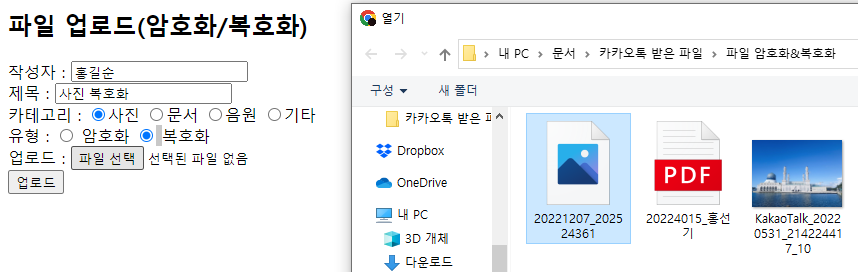 파일 업로드(암호화/복호화)
작성자 : 홍길순
제목 : 사진 복호화
카테고리 : 사진 문서 음원 기타
유형 : 암호화 복호화
업로드 : 파일 선택 선택된 파일 없음
업로드
열기
내 PC > 문서 > 카카오톡 받은 파일 > 파일 암호화&복호화
구성 새 폴더
카카오톡 받은 파
Dropbox
OneDrive
내 PC
3D 개체
다운로드
20221207_2025
24361
PDF
20224015_홍선
기
KakaoTalk_2022
0531_21422441
7_10